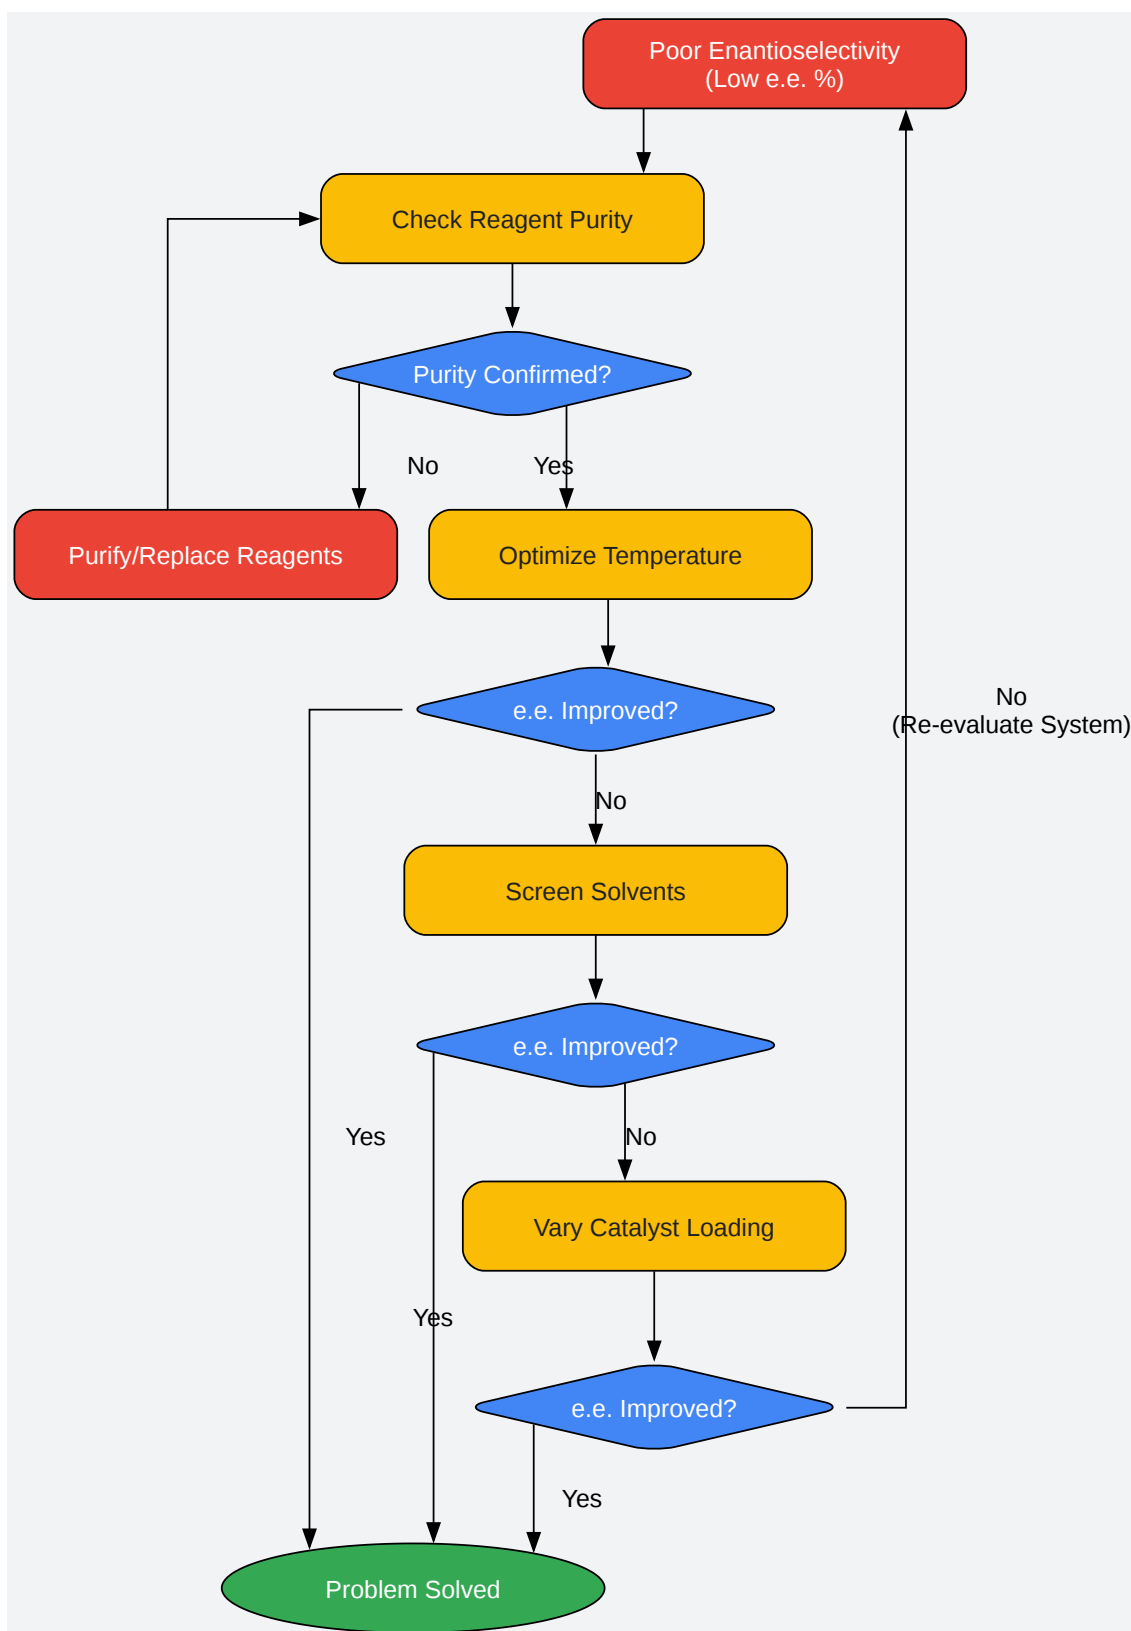 Poor Enantioselectivity
(Low e.e. %)
Check Reagent Purity
Purity Confirmed?
No
Yes
Purify/Replace Reagents
Optimize Temperature
e.e. Improved?
No
(Re-evaluate System)
No
Screen Solvents
e.e. Improved?
Yes
No
Vary Catalyst Loading
Yes
e.e. Improved?
Yes
Problem Solved